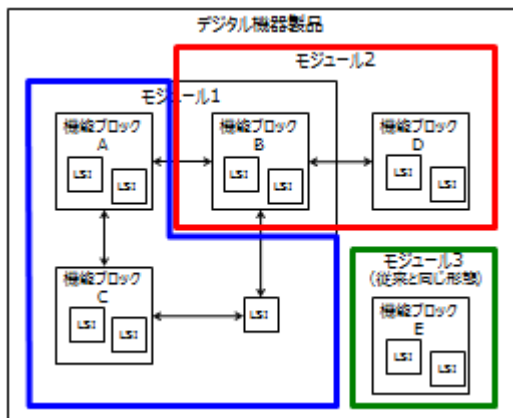 デジタル機器製品
モジュール2
モジュール1
機能ブロック
A
LSI
LSI
機能ブロック
B
LSI
LSI
機能ブロック
D
LSI
LSI
機能ブロック
C
LSI
LSI
LSI
モジュール3
(従来と同じ形態)
機能ブロック
E
LSI
LSI